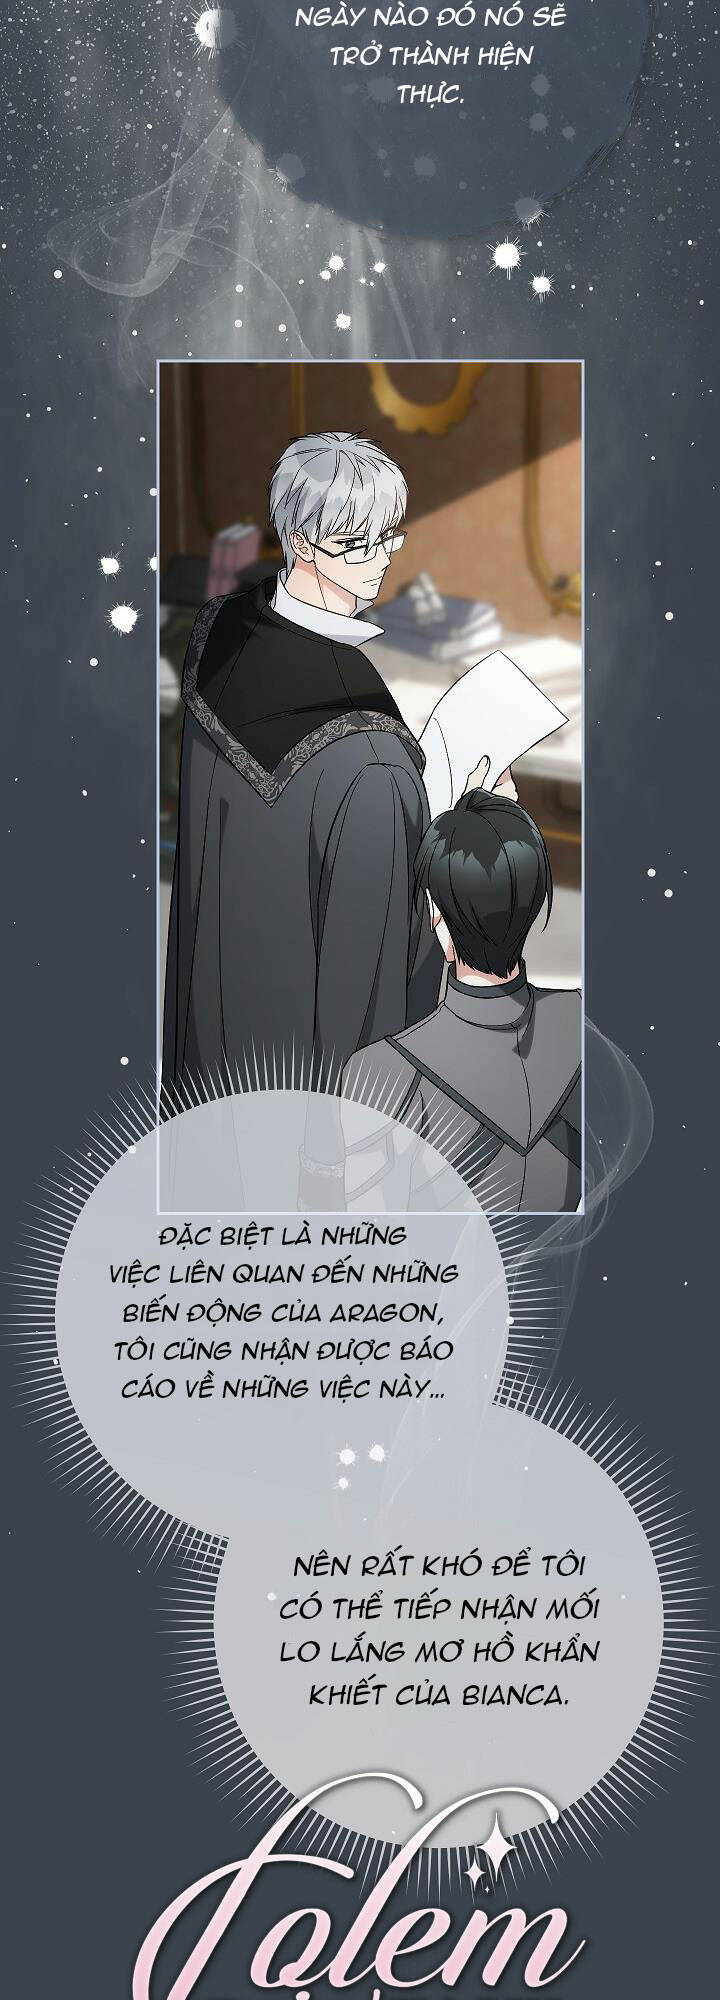 NGÀY NÀO ĐÓ NÓ SẼ
TRỞ THÀNH HIỆN
THỰC.
ĐẶC BIỆT LÀ NHỮNG
VIỆC LIÊN QUAN ĐẾN NHỮNG
BIẾN ĐỘNG CỦA ARAGON,
TÔI CŨNG NHẬN ĐƯỢC BÁO
CÁO VỀ NHỮNG VIỆC NÀY...
NÊN RẤT KHÓ ĐỂ TÔI
CÓ THỂ TIẾP NHẬN MỐI
LO LẮNG MƠ HỒ KHẨN
KHIẾT CỦA BIANCA.